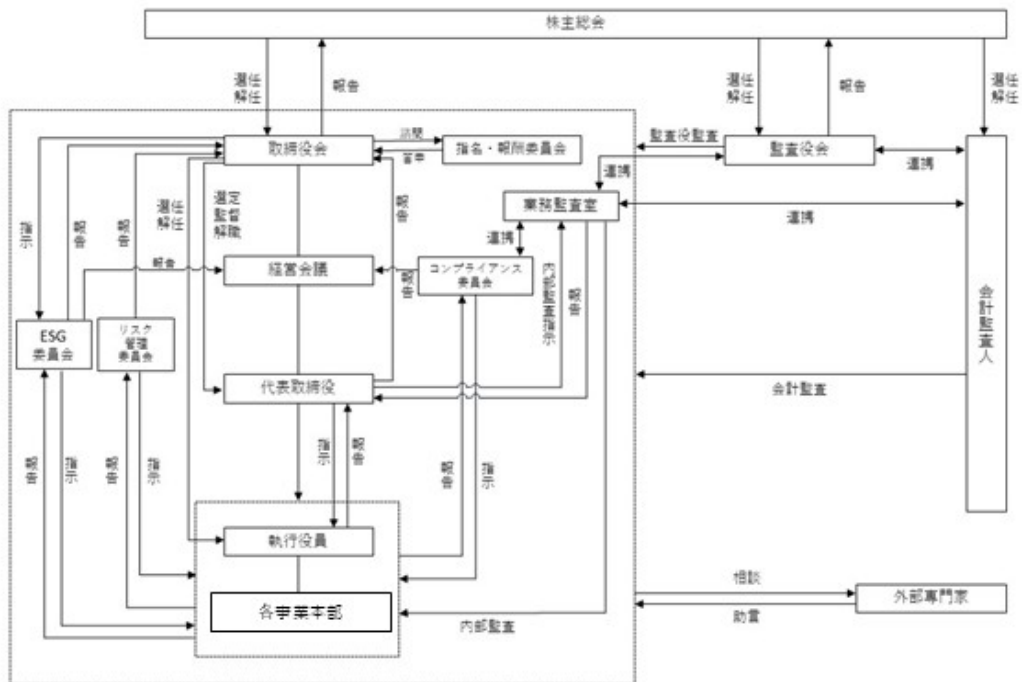 株主総会
選任
解任
報告
選任
解任
報告
選任
解任
取締役会
諮問
答申
指名・報酬委員会
監査役監査
監査役会
連携
連携
業務監査室
連携
指示
報告
報告
選任
解任
選定
監督
解職
報告
連携
報告
経営会議
報告
コンプライアンス
委員会
内部監査指示
報告
会計監査人
ESG
委員会
リスク
管理
委員会
代表取締役
会計監査
報告
指示
報告
指示
指示
報告
報告
指示
執行役員
各事業本部
内部監査
相談
助言
外部専門家